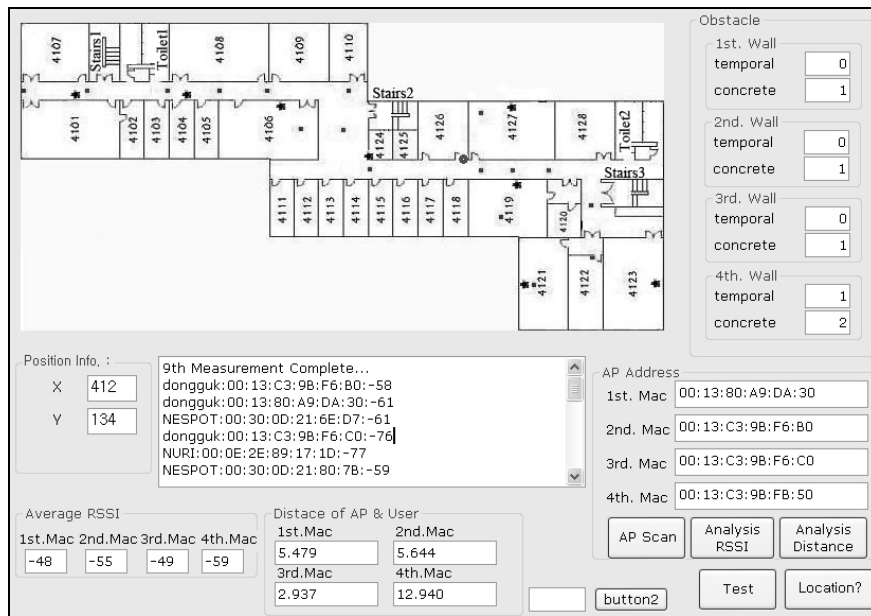 4107
Stairs1
Toilet1
4108
4109
4110
Stairs2
4101
4102
4103
4104
4105
4106
4124
4125
4126
4127
4128
Toilet2
Stairs3
4111
4112
4113
4114
4115
4116
4117
4118
4119
4120
4121
4122
4123
Obstacle
1st. Wall
temporal 0
concrete 1
2nd. Wall
temporal 0
concrete 1
3rd. Wall
temporal 0
concrete 1
4th. Wall
temporal 1
concrete 2
Position Info, :
X 412
Y 134
9th Measurement Complete...
dongguk:00:13:C3:9B:F6:B0:-58
dongguk:00:13:80:A9:DA:30:-61
NESPOT:00:30:0D:21:6E:D7:-61
dongguk:00:13:C3:9B:F6:C0:-76
NURI:00:0E:2E:89:17:1D:-77
NESPOT:00:30:0D:21:80:7B:-59
AP Address
1st. Mac 00:13:80:A9:DA:30
2nd. Mac 00:13:C3:9B:F6:B0
3rd. Mac 00:13:C3:9B:F6:C0
4th. Mac 00:13:C3:9B:FB:50
Average RSSI
1st.Mac 2nd.Mac 3rd.Mac 4th.Mac
-48 -55 -49 -59
Distace of AP & User
1st.Mac 2nd.Mac
5.479 5.644
3rd.Mac 4th.Mac
2.937 12.940
AP Scan
Analysis
RSSI
Analysis
Distance
button2
Test
Location?